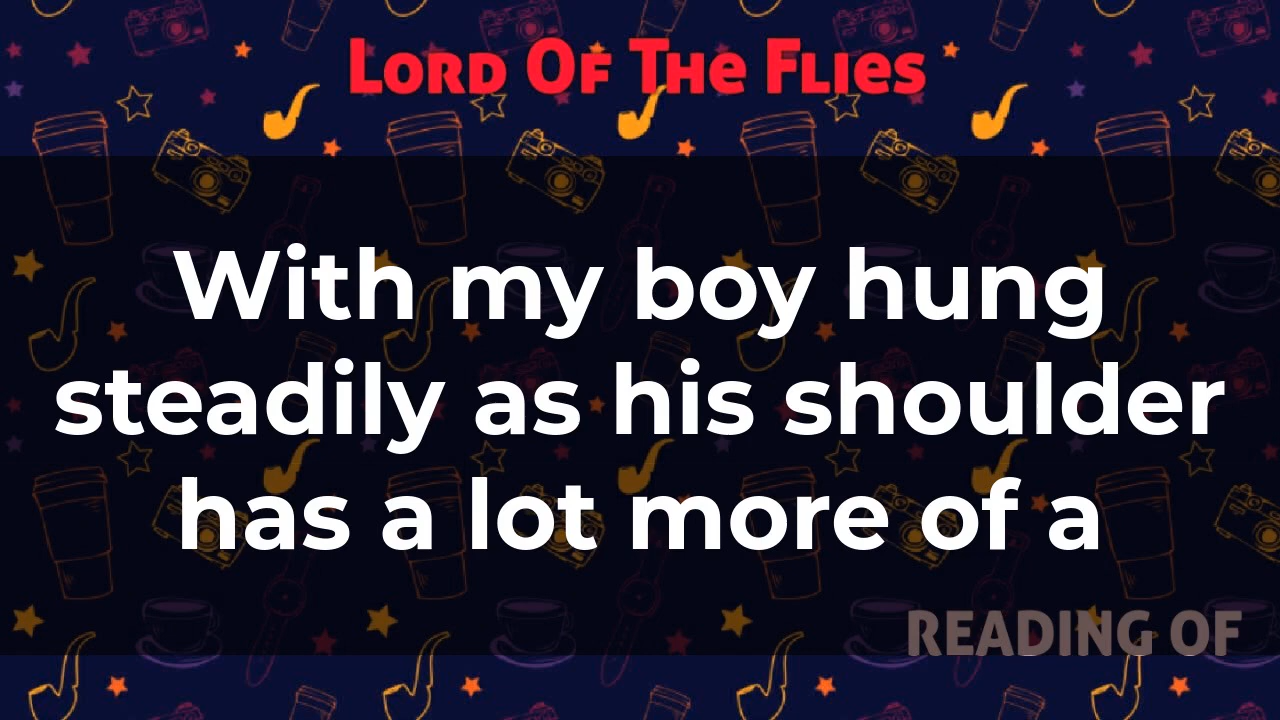 Lord Of The Flies
With my boy hung
steadily as his shoulder
has a lot more of a
READING OF